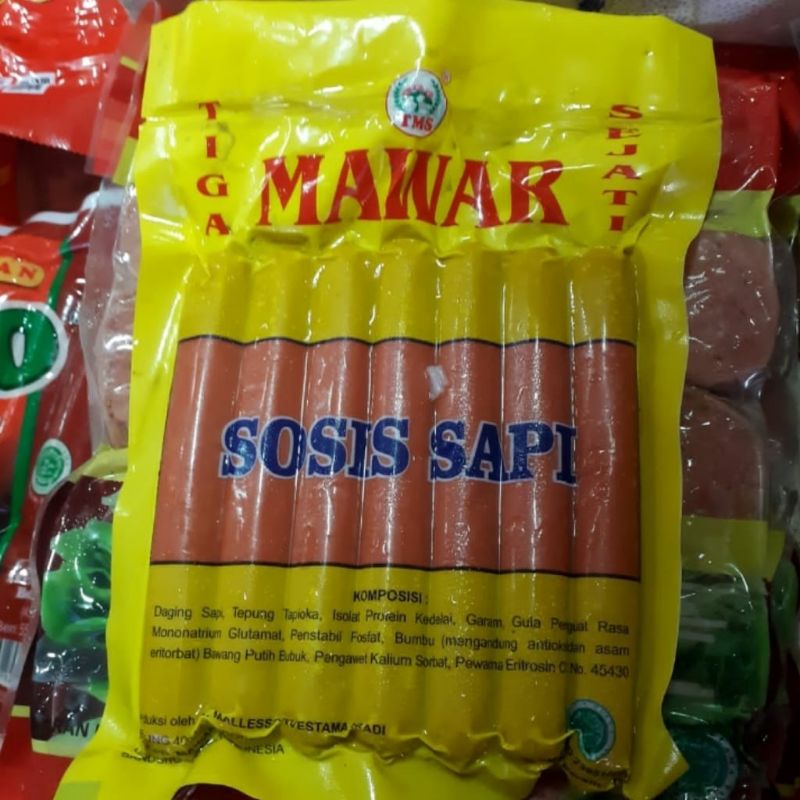 TMS
TIGA
MAWAR
SEJATI
SOSIS SAPI
KOMPOSISI :
Daging Sapi, Tepung Tapioka, Isolat Protein Kedelai, Garam, Gula Penguat Rasa
Mononatrium Glutamat, Penstabil Fosfat, Bumbu (mengandung antioksidan asam
eritorbat) Bawang Putih Bubuk, Pengawet Kalium Sorbat, Pewarna Eritrosin CI No. 45430
duksi oleh